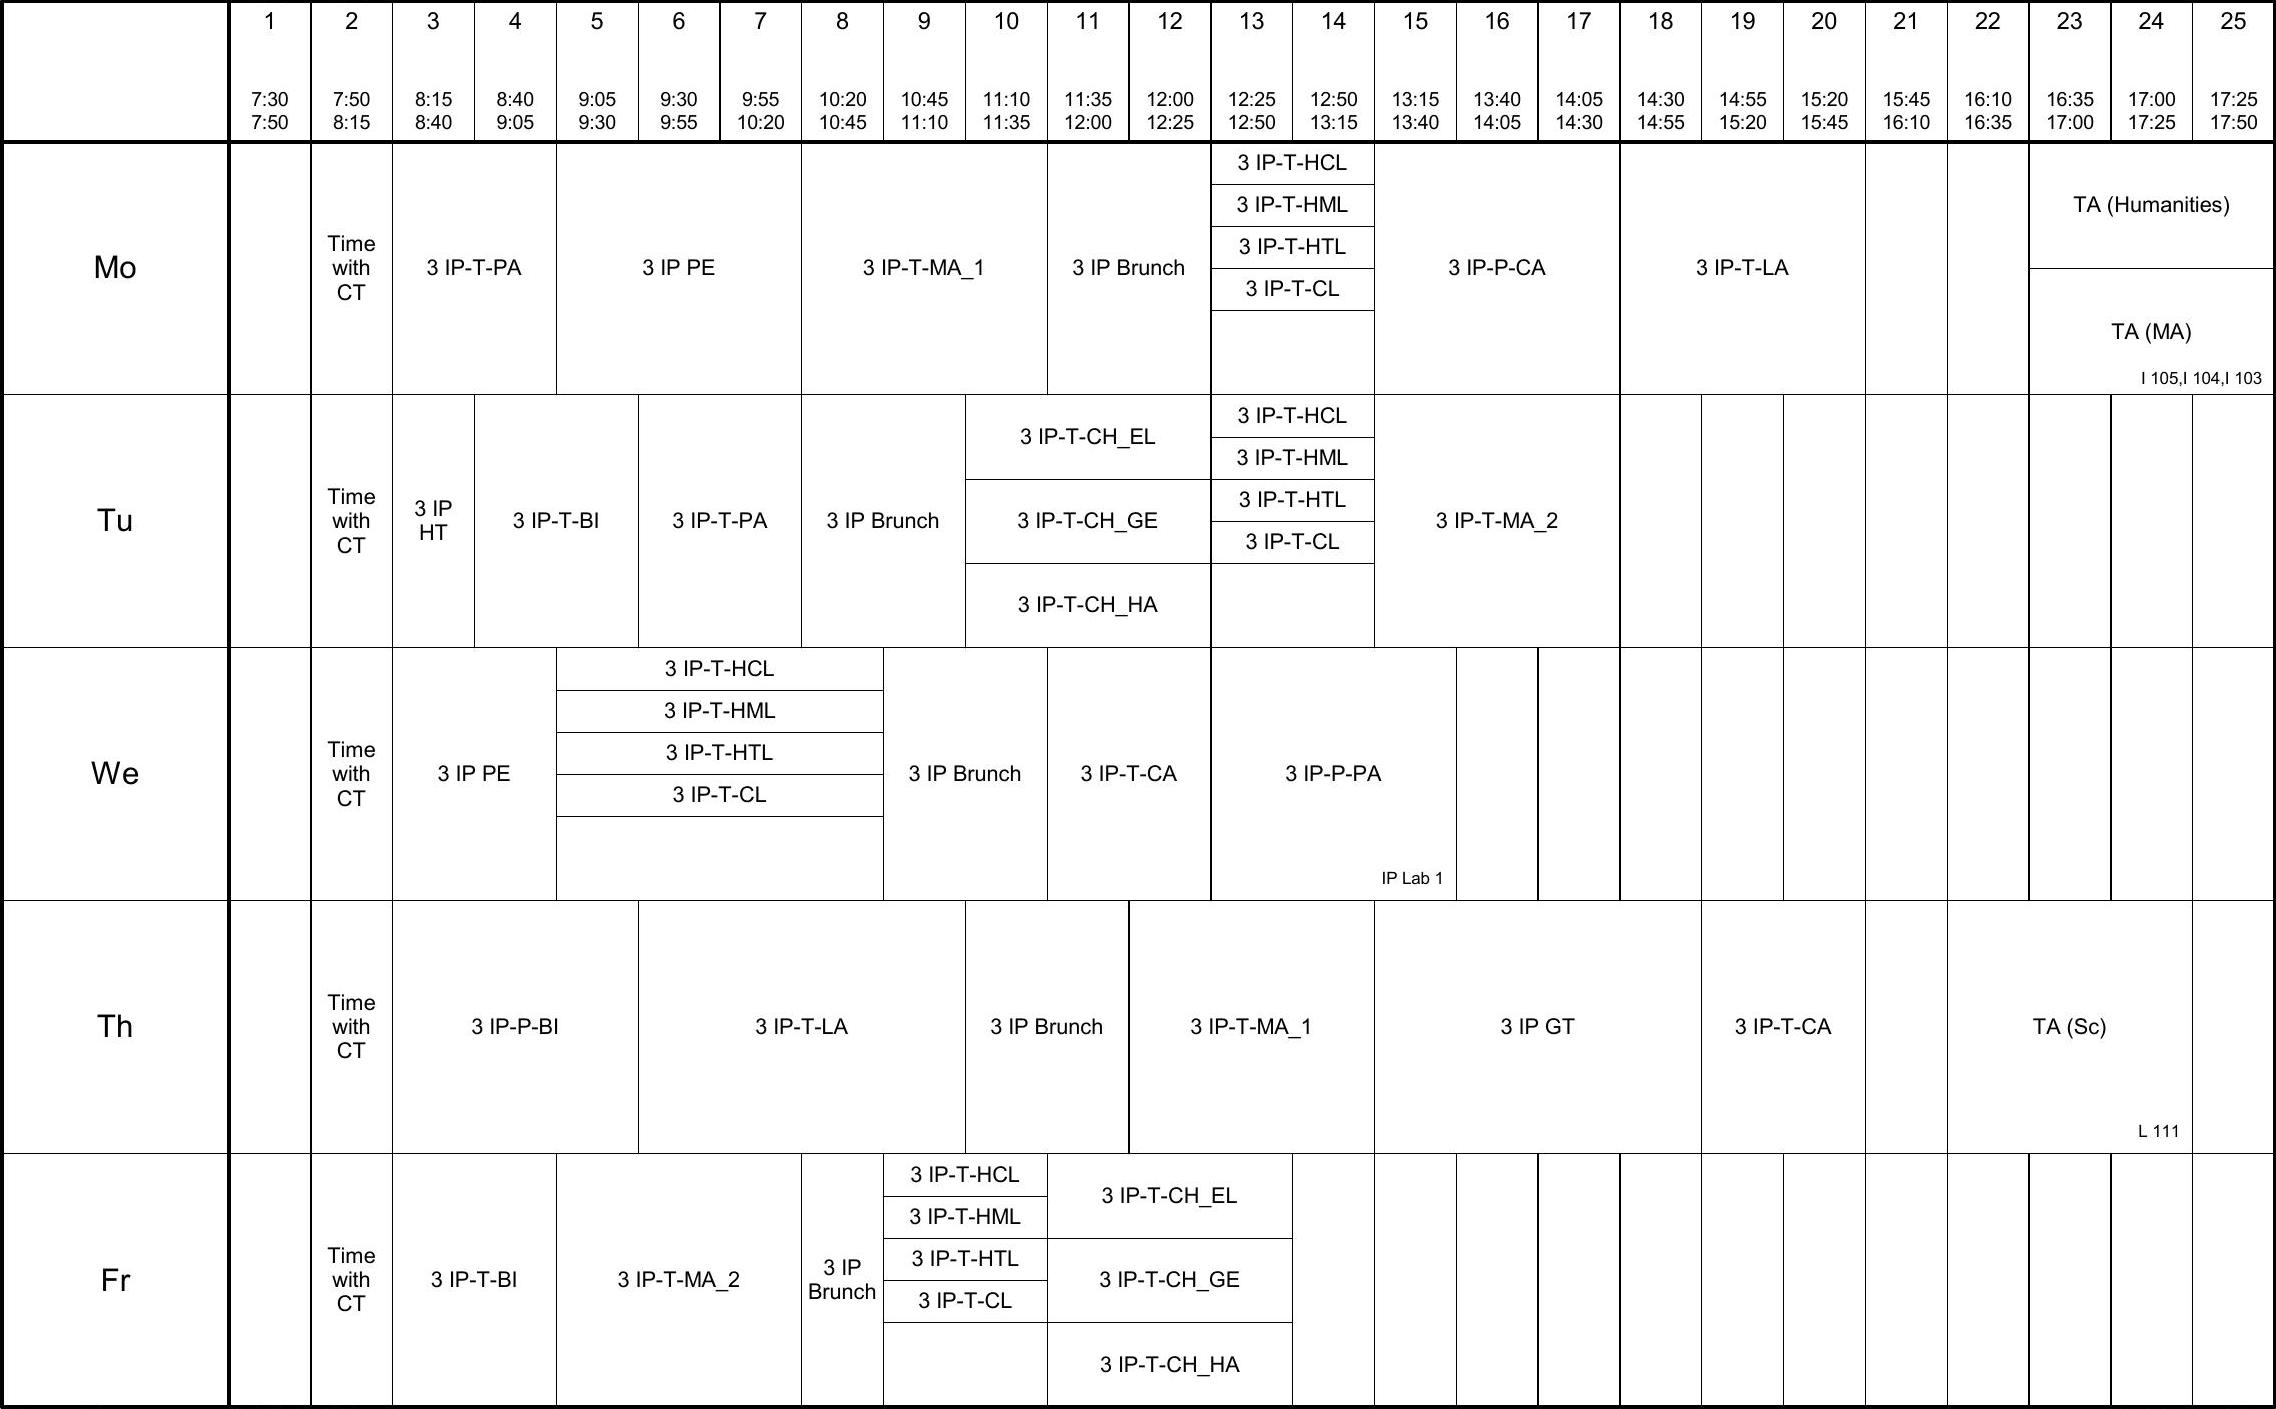 1 2 3 4 5 6 7 8 9 10 11 12 13 14 15 16 17 18 19 20 21 22 23 24 25
7:30 7:50 8:15 8:40 9:05 9:30 9:55 10:20 10:45 11:10 11:35 12:00 12:25 12:50 13:15 13:40 14:05 14:30 14:55 15:20 15:45 16:10 16:35 17:00 17:25
7:50 8:15 8:40 9:05 9:30 9:55 10:20 10:45 11:10 11:35 12:00 12:25 12:50 13:15 13:40 14:05 14:30 14:55 15:20 15:45 16:10 16:35 17:00 17:25 17:50
Mo
Time
with
CT
3 IP-T-PA
3 IP PE
3 IP-T-MA_1
3 IP Brunch
3 IP-T-HCL
3 IP-T-HML
3 IP-T-HTL
3 IP-T-CL
3 IP-P-CA
3 IP-T-LA
TA (Humanities)
TA (MA)
I 105,I 104,I 103
Tu
Time
with
CT
3 IP
HT
3 IP-T-BI
3 IP-T-PA
3 IP Brunch
3 IP-T-CH_EL
3 IP-T-CH_GE
3 IP-T-CH_HA
3 IP-T-HCL
3 IP-T-HML
3 IP-T-HTL
3 IP-T-CL
3 IP-T-MA_2
We
Time
with
CT
3 IP PE
3 IP-T-HCL
3 IP-T-HML
3 IP-T-HTL
3 IP-T-CL
3 IP Brunch
3 IP-T-CA
3 IP-P-PA
IP Lab 1
Th
Time
with
CT
3 IP-P-BI
3 IP-T-LA
3 IP Brunch
3 IP-T-MA_1
3 IP GT
3 IP-T-CA
TA (Sc)
L 111
Fr
Time
with
CT
3 IP-T-BI
3 IP-T-MA_2
3 IP
Brunch
3 IP-T-HCL
3 IP-T-HML
3 IP-T-HTL
3 IP-T-CL
3 IP-T-CH_EL
3 IP-T-CH_GE
3 IP-T-CH_HA